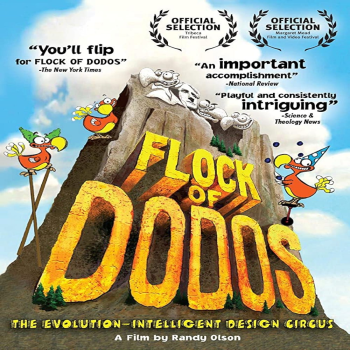 OFFICIAL
SELECTION
Tribeca
Film Festival
OFFICIAL
SELECTION
Margaret Mead
Film and Video Festival
"You'll flip
for FLOCK OF DODOS"
-The New York Times
"An important
accomplishment"
-National Review
"Playful and consistently
intriguing"
-Science &
Theology News
FLOCK
OF
DODOS
THE EVOLUTION-INTELLIGENT DESIGN CIRCUS
A Film by Randy Olson